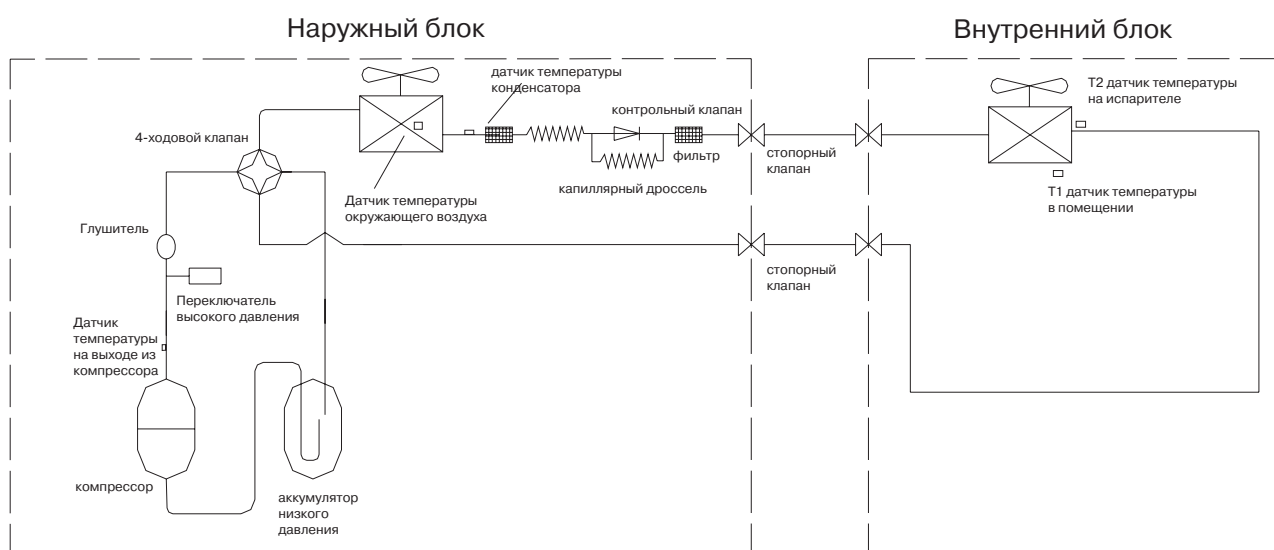 Наружный блок
Внутренний блок
датчик температуры
конденсатора
T2 датчик температуры
на испарителе
контрольный клапан
4-ходовой клапан
стопорный
клапан
фильтр
капиллярный дроссель
Датчик температуры
окружающего воздуха
T1 датчик температуры
в помещении
Глушитель
стопорный
клапан
Переключатель
высокого давления
Датчик
температуры
на выходе из
компрессора
компрессор
аккумулятор
низкого
давления